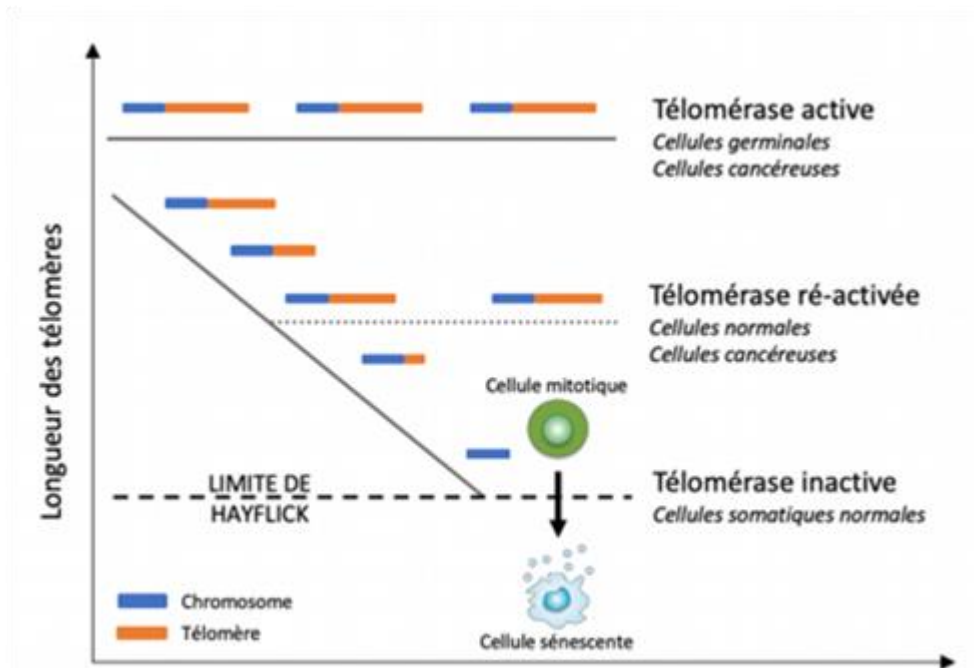 Télomérase active
Cellules germinales
Cellules cancéreuses
Longueur des télomères
Télomérase ré-activée
Cellules normales
Cellules cancéreuses
Cellule mitotique
LIMITE DE
HAYFLICK
Télomérase inactive
Cellules somatiques normales
Chromosome
Télomère
Cellule sénescente